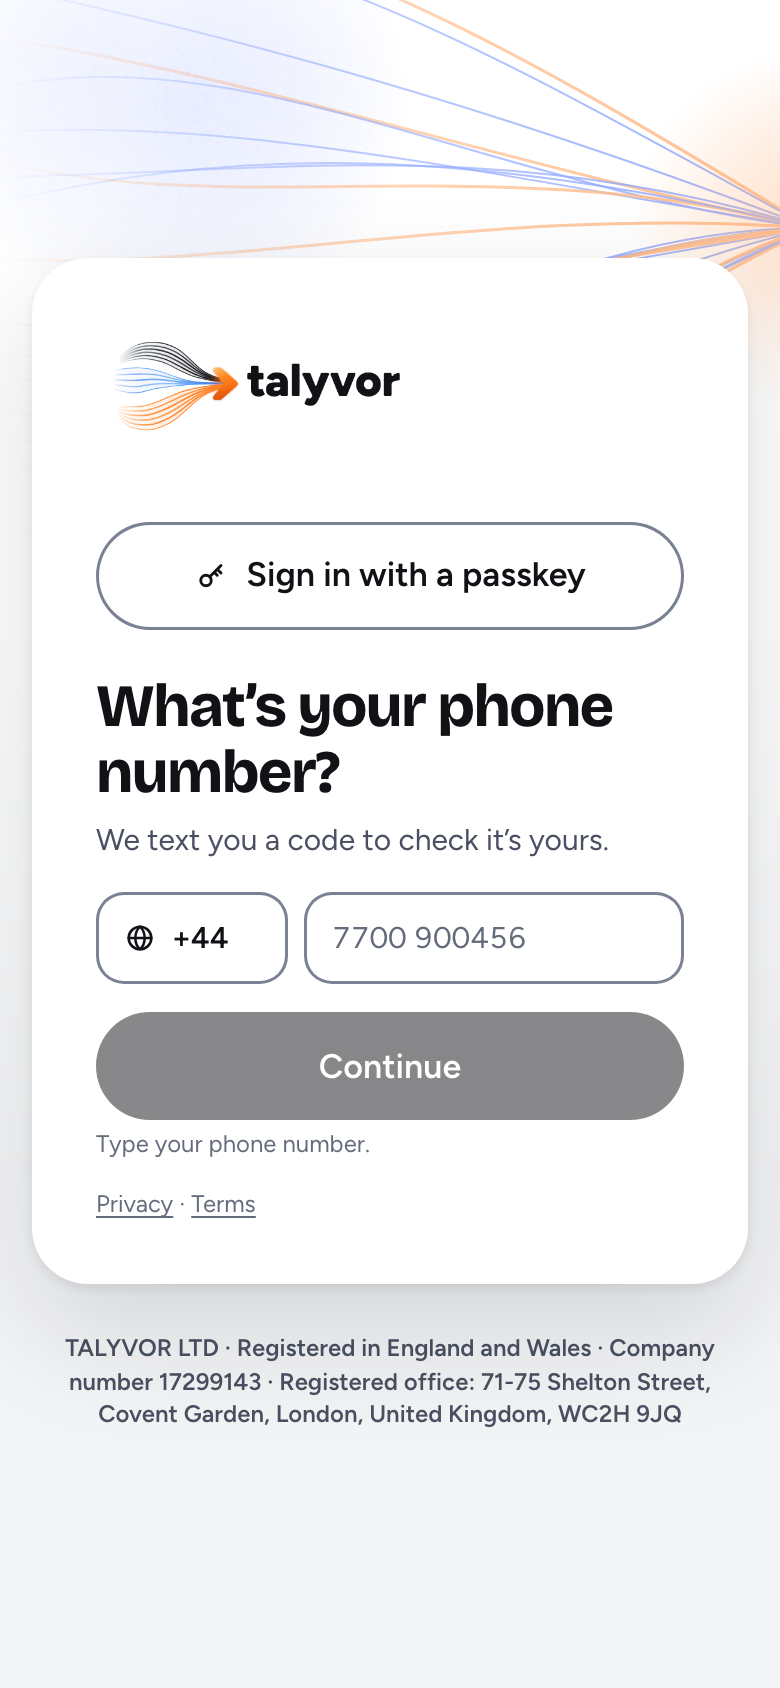 talyvor
Sign in with a passkey
What's your phone
number?
We text you a code to check it's yours.
+44
7700 900456
Continue
Type your phone number.
Privacy · Terms
TALYVOR LTD · Registered in England and Wales · Company
number 17299143 · Registered office: 71-75 Shelton Street,
Covent Garden, London, United Kingdom, WC2H 9JQ